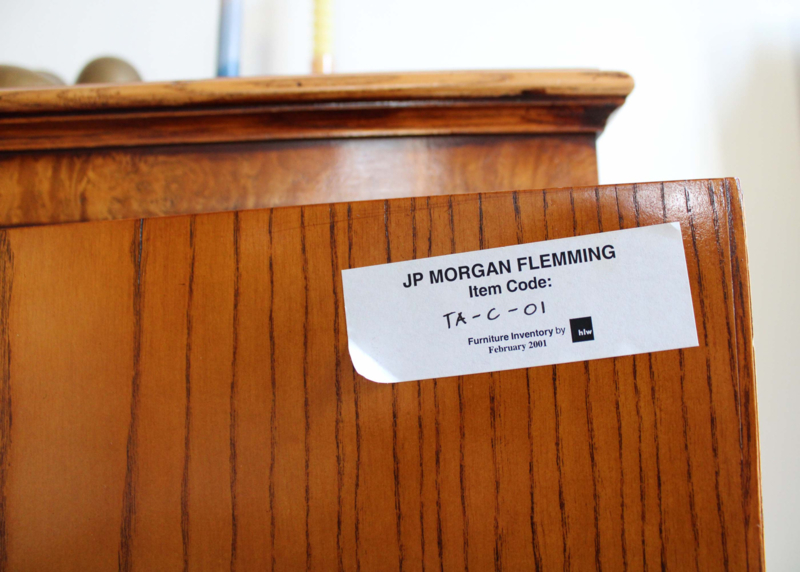 JP MORGAN FLEMMING
Item Code:
TA-C-01
Furniture Inventory by hlw
February 2001